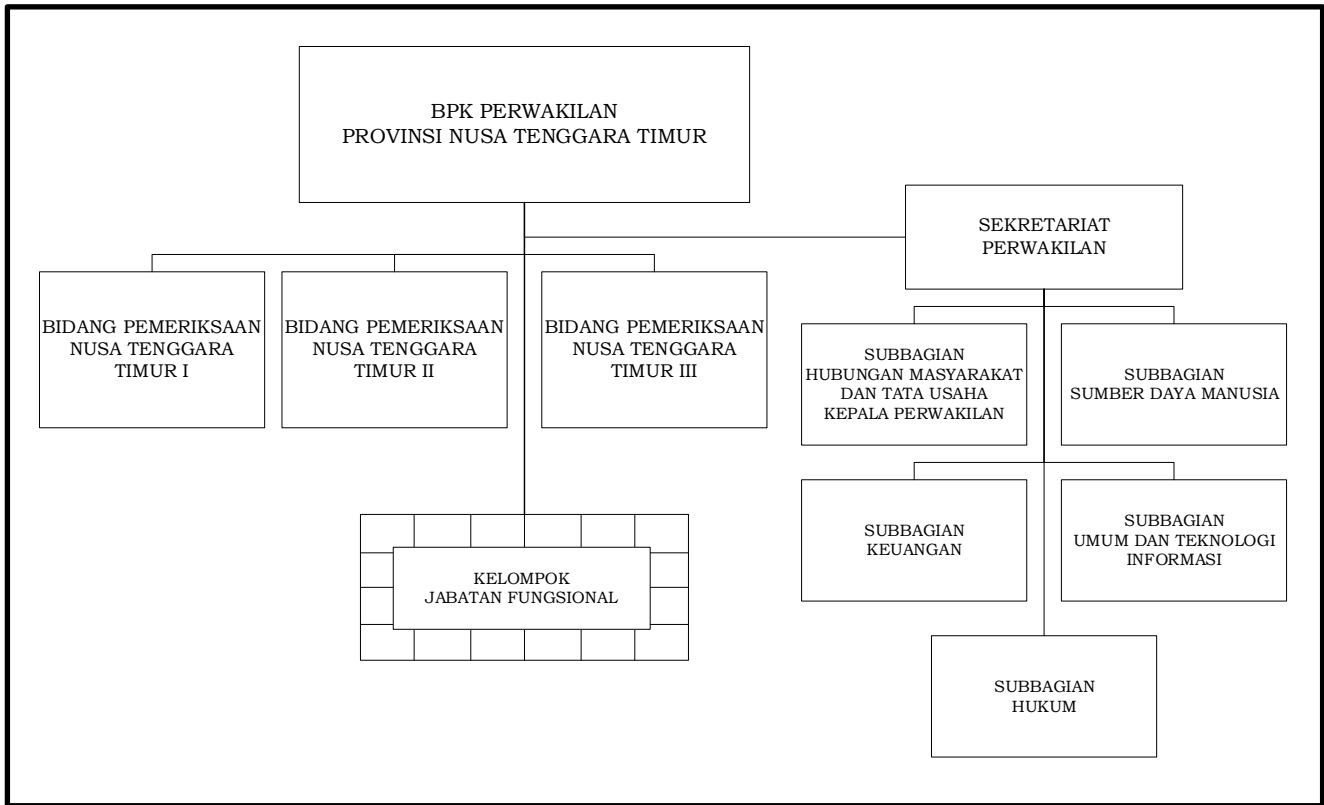 BPK PERWAKILAN
PROVINSI NUSA TENGGARA TIMUR
SEKRETARIAT
PERWAKILAN
BIDANG PEMERIKSAAN
NUSA TENGGARA
TIMUR I
BIDANG PEMERIKSAAN
NUSA TENGGARA
TIMUR II
BIDANG PEMERIKSAAN
NUSA TENGGARA
TIMUR III
SUBBAGIAN
HUBUNGAN MASYARAKAT
DAN TATA USAHA
KEPALA PERWAKILAN
SUBBAGIAN
SUMBER DAYA MANUSIA
SUBBAGIAN
KEUANGAN
SUBBAGIAN
UMUM DAN TEKNOLOGI
INFORMASI
KELOMPOK
JABATAN FUNGSIONAL
SUBBAGIAN
HUKUM